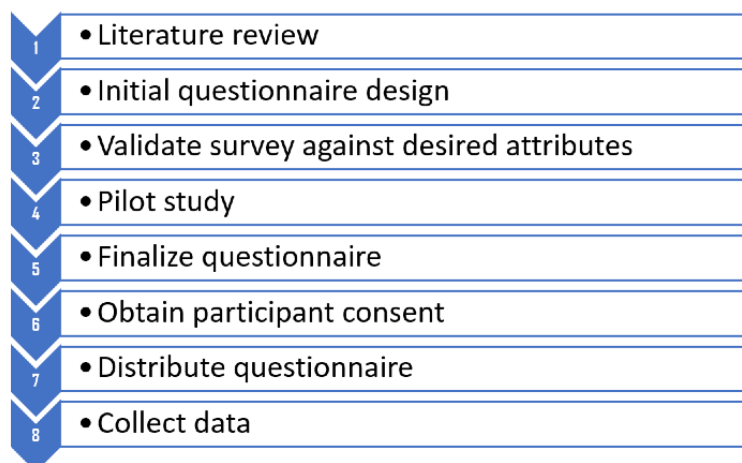 1 • Literature review
2 • Initial questionnaire design
3 • Validate survey against desired attributes
4 • Pilot study
5 • Finalize questionnaire
6 • Obtain participant consent
7 • Distribute questionnaire
8 • Collect data